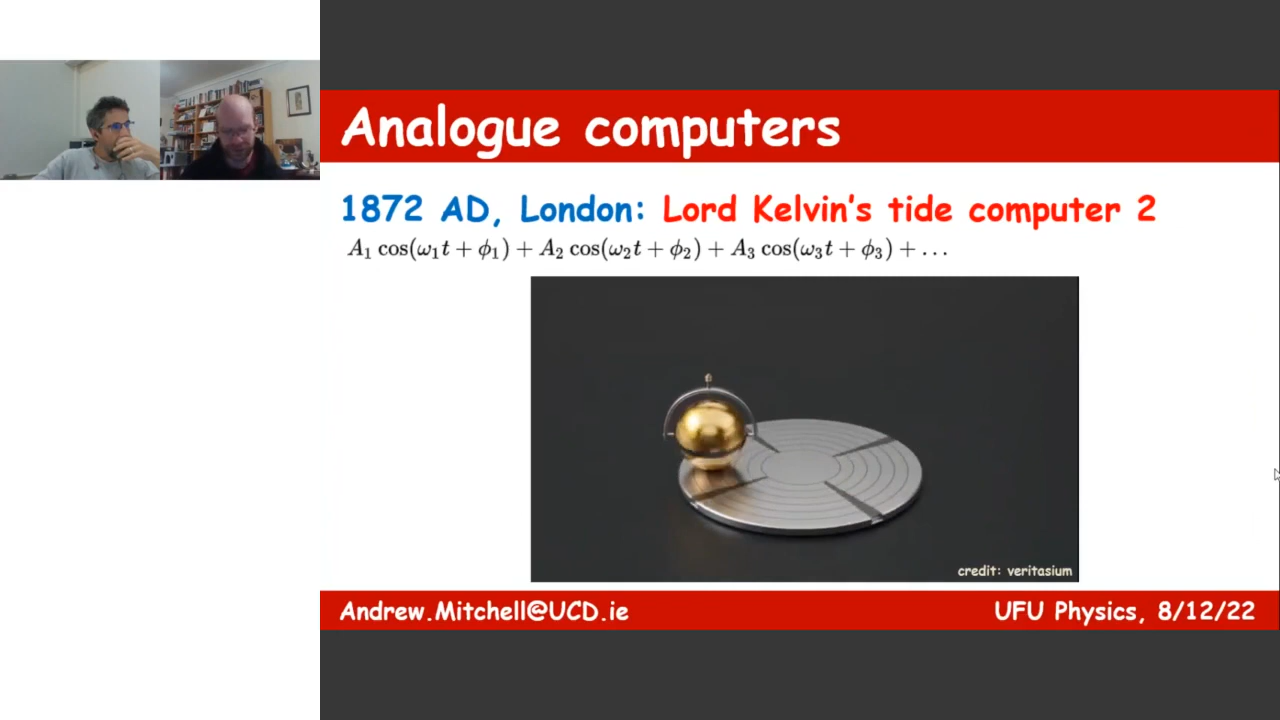 Analogue computers
1872 AD, London: Lord Kelvin's tide computer 2
A₁ cos(ω₁t + ϕ₁) + A₂ cos(ω₂t + ϕ₂) + A₃ cos(ω₃t + ϕ₃) + ...
credit: veritasium
Andrew.Mitchell@UCD.ie
UFU Physics, 8/12/22